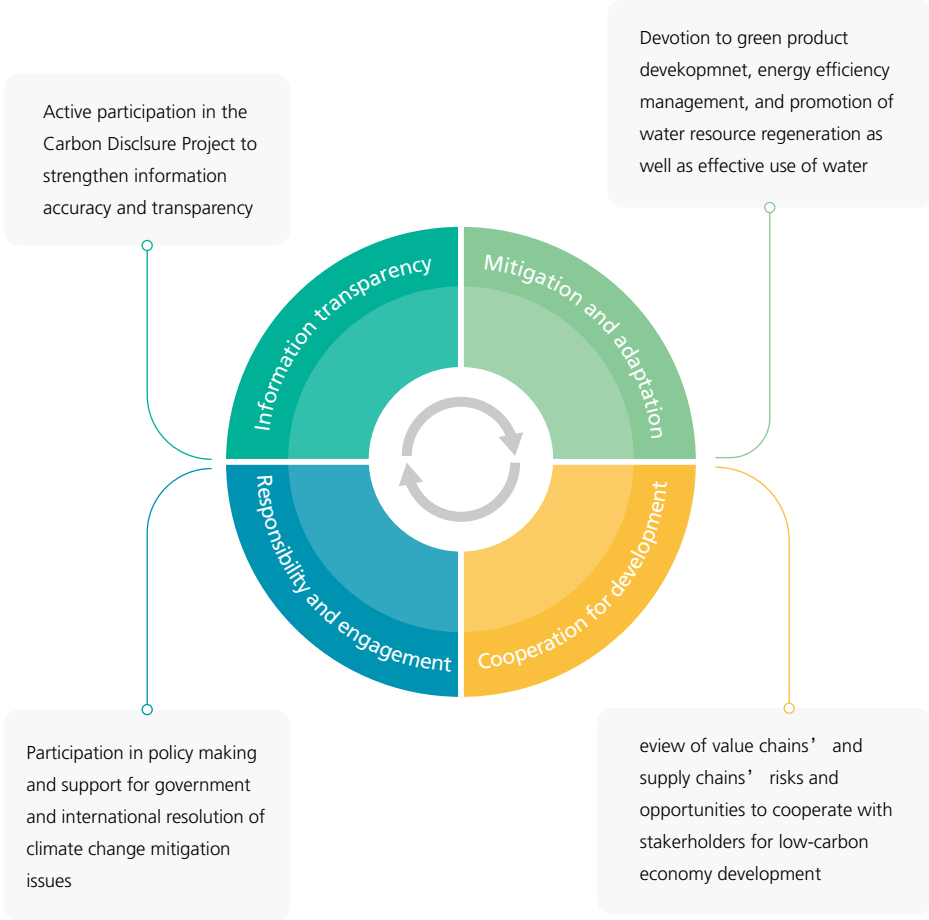 Active participation in the
Carbon Disclsure Project to
strengthen information
accuracy and transparency
Devotion to green product
devekopmnet, energy efficiency
management, and promotion of
water resource regeneration as
well as effective use of water
Information transparency
Mitigation and adaptation
Responsibility and engagement
Cooperation for development
Participation in policy making
and support for government
and international resolution of
climate change mitigation
issues
eview of value chains’ and
supply chains’ risks and
opportunities to cooperate with
stakerholders for low-carbon
economy development